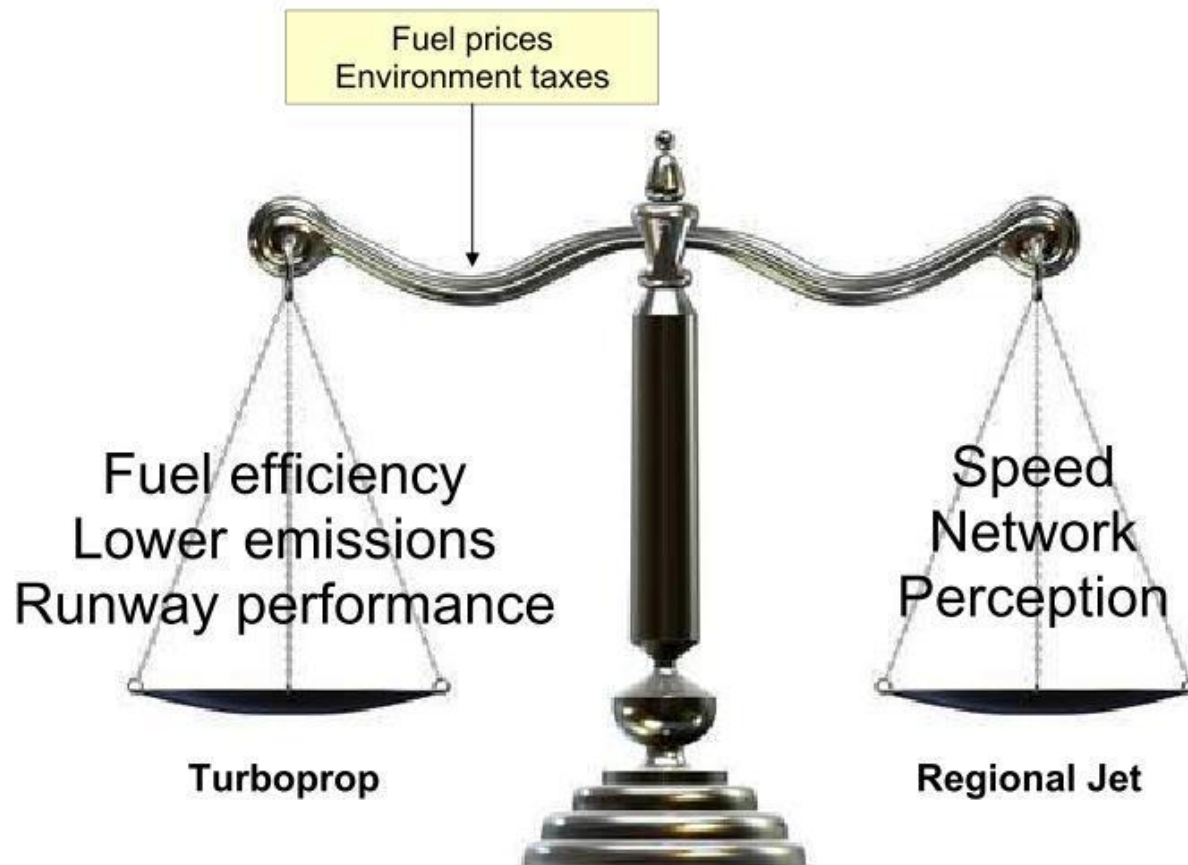 Fuel prices
Environment taxes
Fuel efficiency
Lower emissions
Runway performance
Speed
Network
Perception
Turboprop
Regional Jet